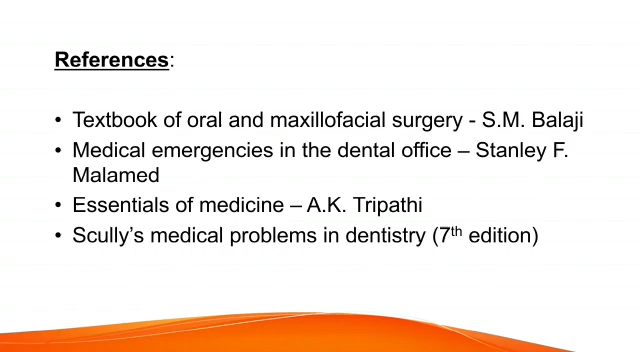 References:
• Textbook of oral and maxillofacial surgery - S.M. Balaji
• Medical emergencies in the dental office – Stanley F.
Malamed
• Essentials of medicine – A.K. Tripathi
• Scully’s medical problems in dentistry (7th edition)